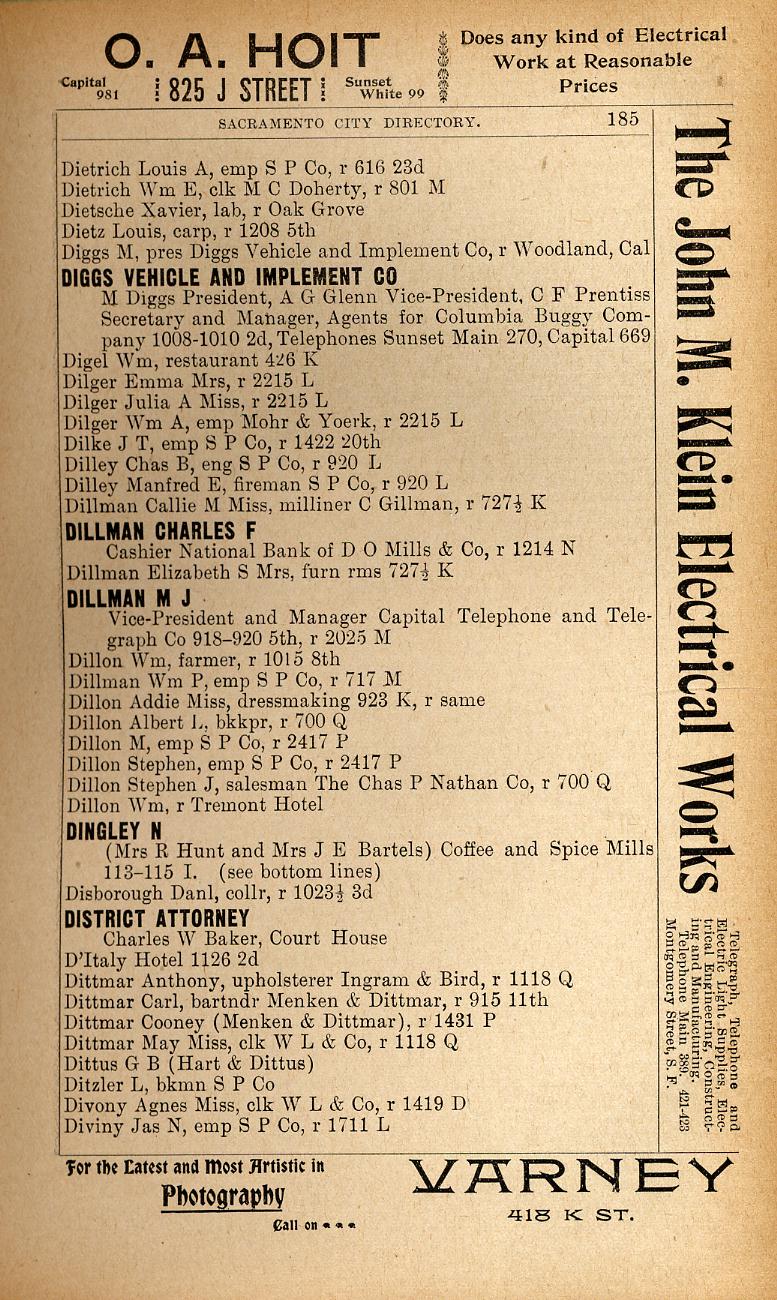 O. A. HOIT
Capital 981
825 J STREET
Sunset White 99
Does any kind of Electrical
Work at Reasonable
Prices
SACRAMENTO CITY DIRECTORY. 185
Dietrich Louis A, emp S P Co, r 616 23d
Dietrich Wm E, clk M C Doherty, r 801 M
Dietsche Xavier, lab, r Oak Grove
Dietz Louis, carp, r 1208 5th
Diggs M, pres Diggs Vehicle and Implement Co, r Woodland, Cal
DIGGS VEHICLE AND IMPLEMENT CO
M Diggs President, A G Glenn Vice-President, C F Prentiss
Secretary and Manager, Agents for Columbia Buggy Com-
pany 1008-1010 2d, Telephones Sunset Main 270, Capital 669
Digel Wm, restaurant 426 K
Dilger Emma Mrs, r 2215 L
Dilger Julia A Miss, r 2215 L
Dilger Wm A, emp Mohr & Yoerk, r 2215 L
Dilke J T, emp S P Co, r 1422 20th
Dilley Chas B, eng S P Co, r 920 L
Dilley Manfred E, fireman S P Co, r 920 L
Dillman Callie M Miss, milliner C Gillman, r 727½ K
DILLMAN CHARLES F
Cashier National Bank of D O Mills & Co, r 1214 N
Dillman Elizabeth S Mrs, furn rms 727½ K
DILLMAN M J
Vice-President and Manager Capital Telephone and Tele-
graph Co 918-920 5th, r 2025 M
Dillon Wm, farmer, r 1015 8th
Dillman Wm P, emp S P Co, r 717 M
Dillon Addie Miss, dressmaking 923 K, r same
Dillon Albert L, bkkpr, r 700 Q
Dillon M, emp S P Co, r 2417 P
Dillon Stephen, emp S P Co, r 2417 P
Dillon Stephen J, salesman The Chas P Nathan Co, r 700 Q
Dillon Wm, r Tremont Hotel
DINGLEY N
(Mrs R Hunt and Mrs J E Bartels) Coffee and Spice Mills
113-115 I. (see bottom lines)
Disborough Danl, collr, r 1023½ 3d
DISTRICT ATTORNEY
Charles W Baker, Court House
D'Italy Hotel 1126 2d
Dittmar Anthony, upholsterer Ingram & Bird, r 1118 Q
Dittmar Carl, bartndr Menken & Dittmar, r 915 11th
Dittmar Cooney (Menken & Dittmar), r 1431 P
Dittmar May Miss, clk W L & Co, r 1118 Q
Dittus G B (Hart & Dittus)
Ditzler L, bkmn S P Co
Divony Agnes Miss, clk W L & Co, r 1419 D
Diviny Jas N, emp S P Co, r 1711 L
The John M. Klein Electrical Works
Telegraph, Telephone and
Electric Light Supplies, Elec-
trical Engineering, Construct-
ing and Manufacturing.
Telephone Main 389. 421-423
Montgomery Street, S. F.
For the Latest and Most Artistic in
Photography
Call on
VARNEY
418 K ST.